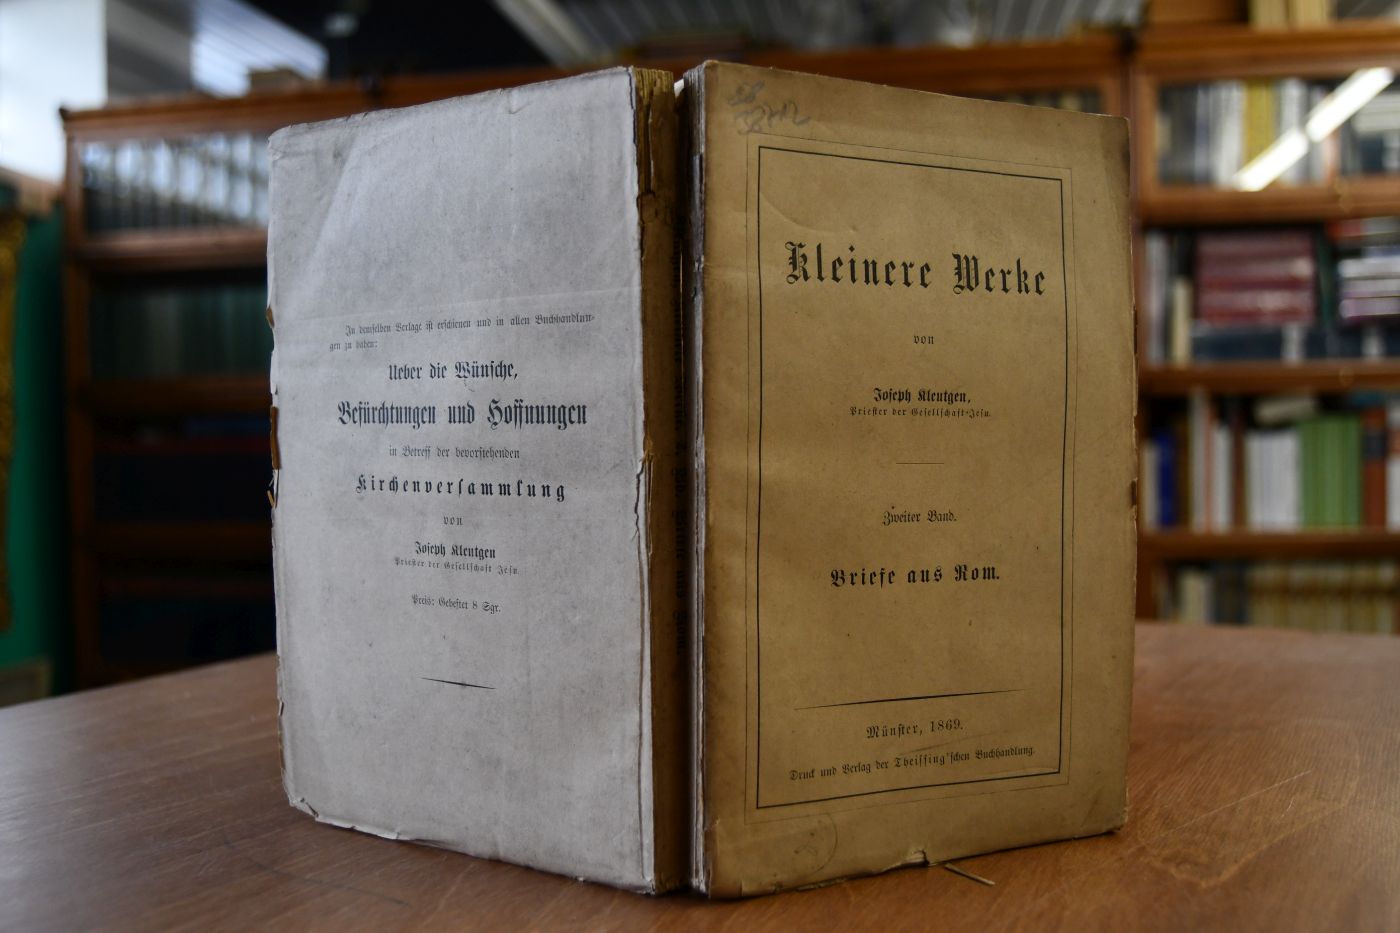 In demselben Verlage ist erschienen und in allen Buchhandlun-
gen zu haben:
Ueber die Wünsche,
Befürchtungen und Hoffnungen
in Betreff der bevorstehenden
Kirchenversammlung
von
Joseph Kleutgen
Priester der Gesellschaft Jesu.
Preis: Geheftet 8 Sgr.
Kleinere Werke
von
Joseph Kleutgen,
Priester der Gesellschaft-Jesu.
Zweiter Band.
Briefe aus Rom.
Münster, 1869.
Druck und Verlag der Theissing'schen Buchhandlung.